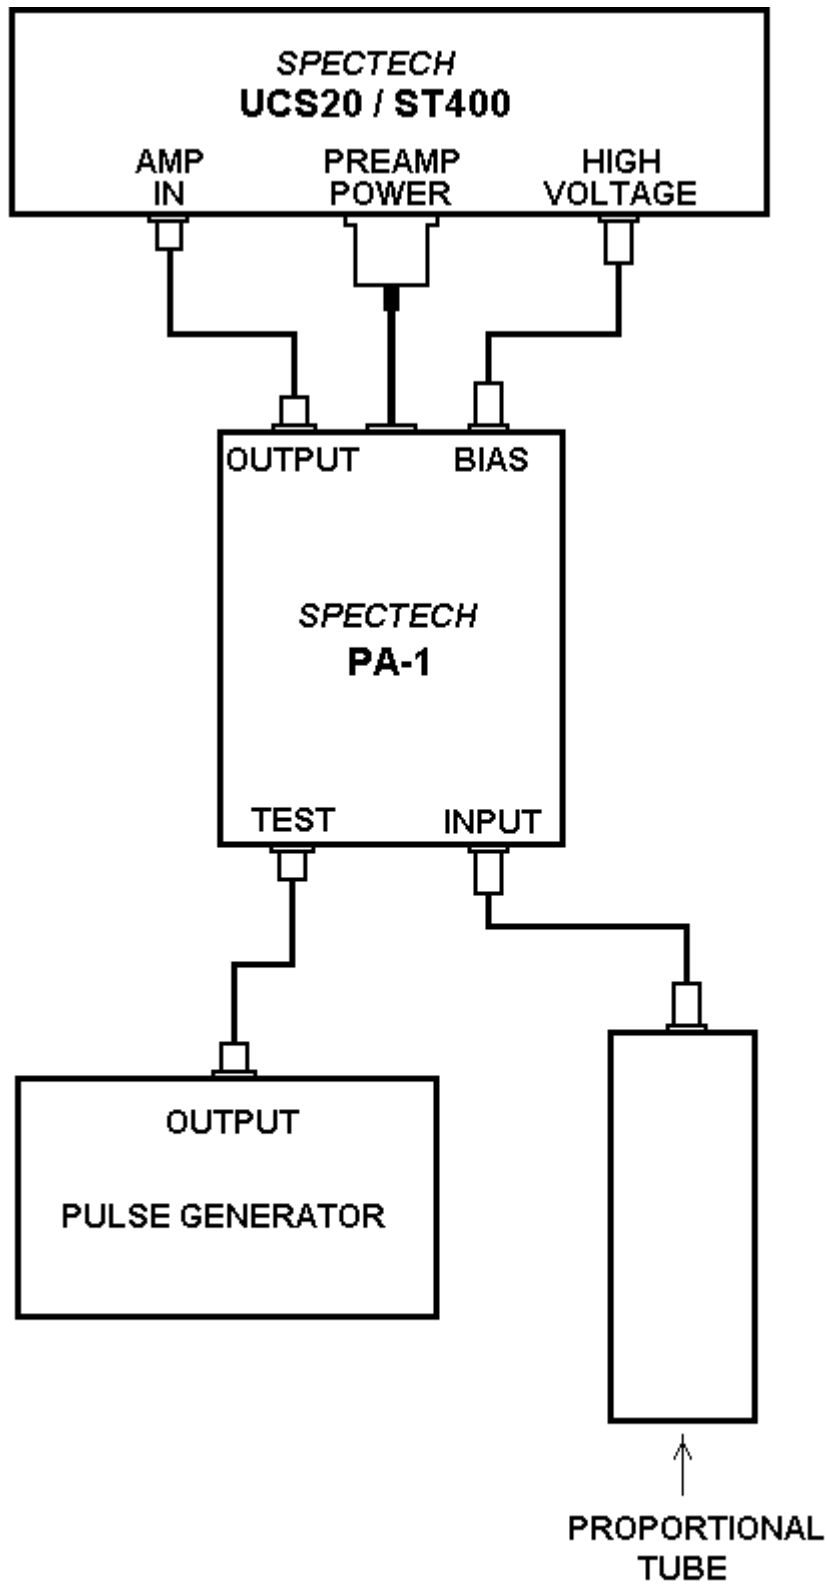 SPECTECH
UCS20 / ST400
AMP IN
PREAMP POWER
HIGH VOLTAGE
OUTPUT
BIAS
SPECTECH
PA-1
TEST
INPUT
OUTPUT
PULSE GENERATOR
PROPORTIONAL
TUBE